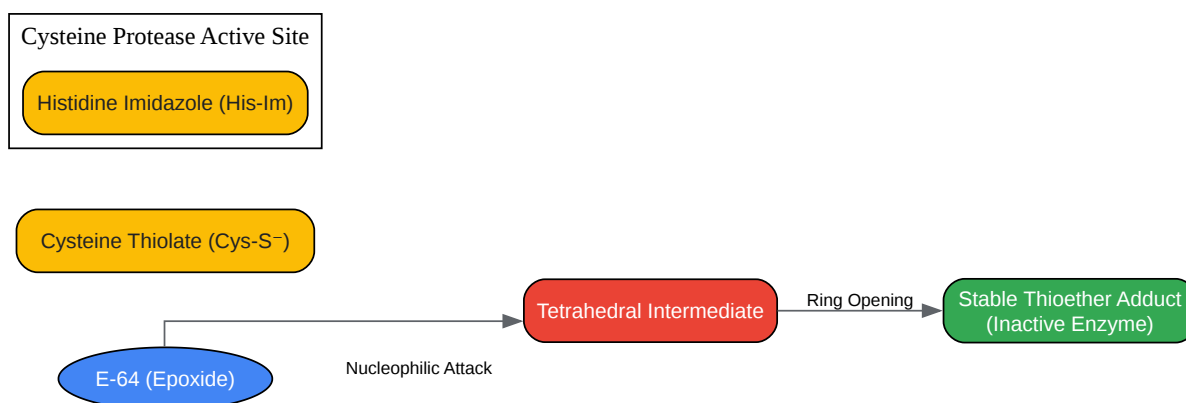 Cysteine Protease Active Site
Histidine Imidazole (His-Im)
Cysteine Thiolate (Cys-S⁻)
E-64 (Epoxide)
Nucleophilic Attack
Tetrahedral Intermediate
Ring Opening
Stable Thioether Adduct
(Inactive Enzyme)